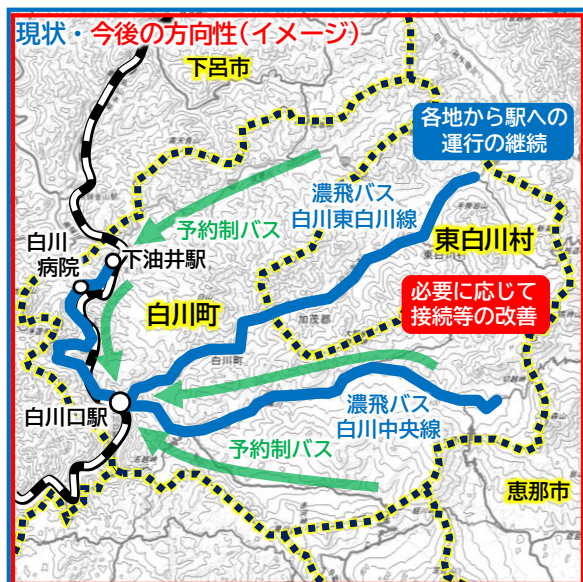 現状・今後の方向性(イメージ)
下呂市
各地から駅への
運行の継続
濃飛バス
白川東白川線
予約制バス
東白川村
白川
病院
下油井駅
必要に応じて
接続等の改善
白川町
加茂郡
白川町
白川口駅
濃飛バス
白川中央線
予約制バス
恵那市